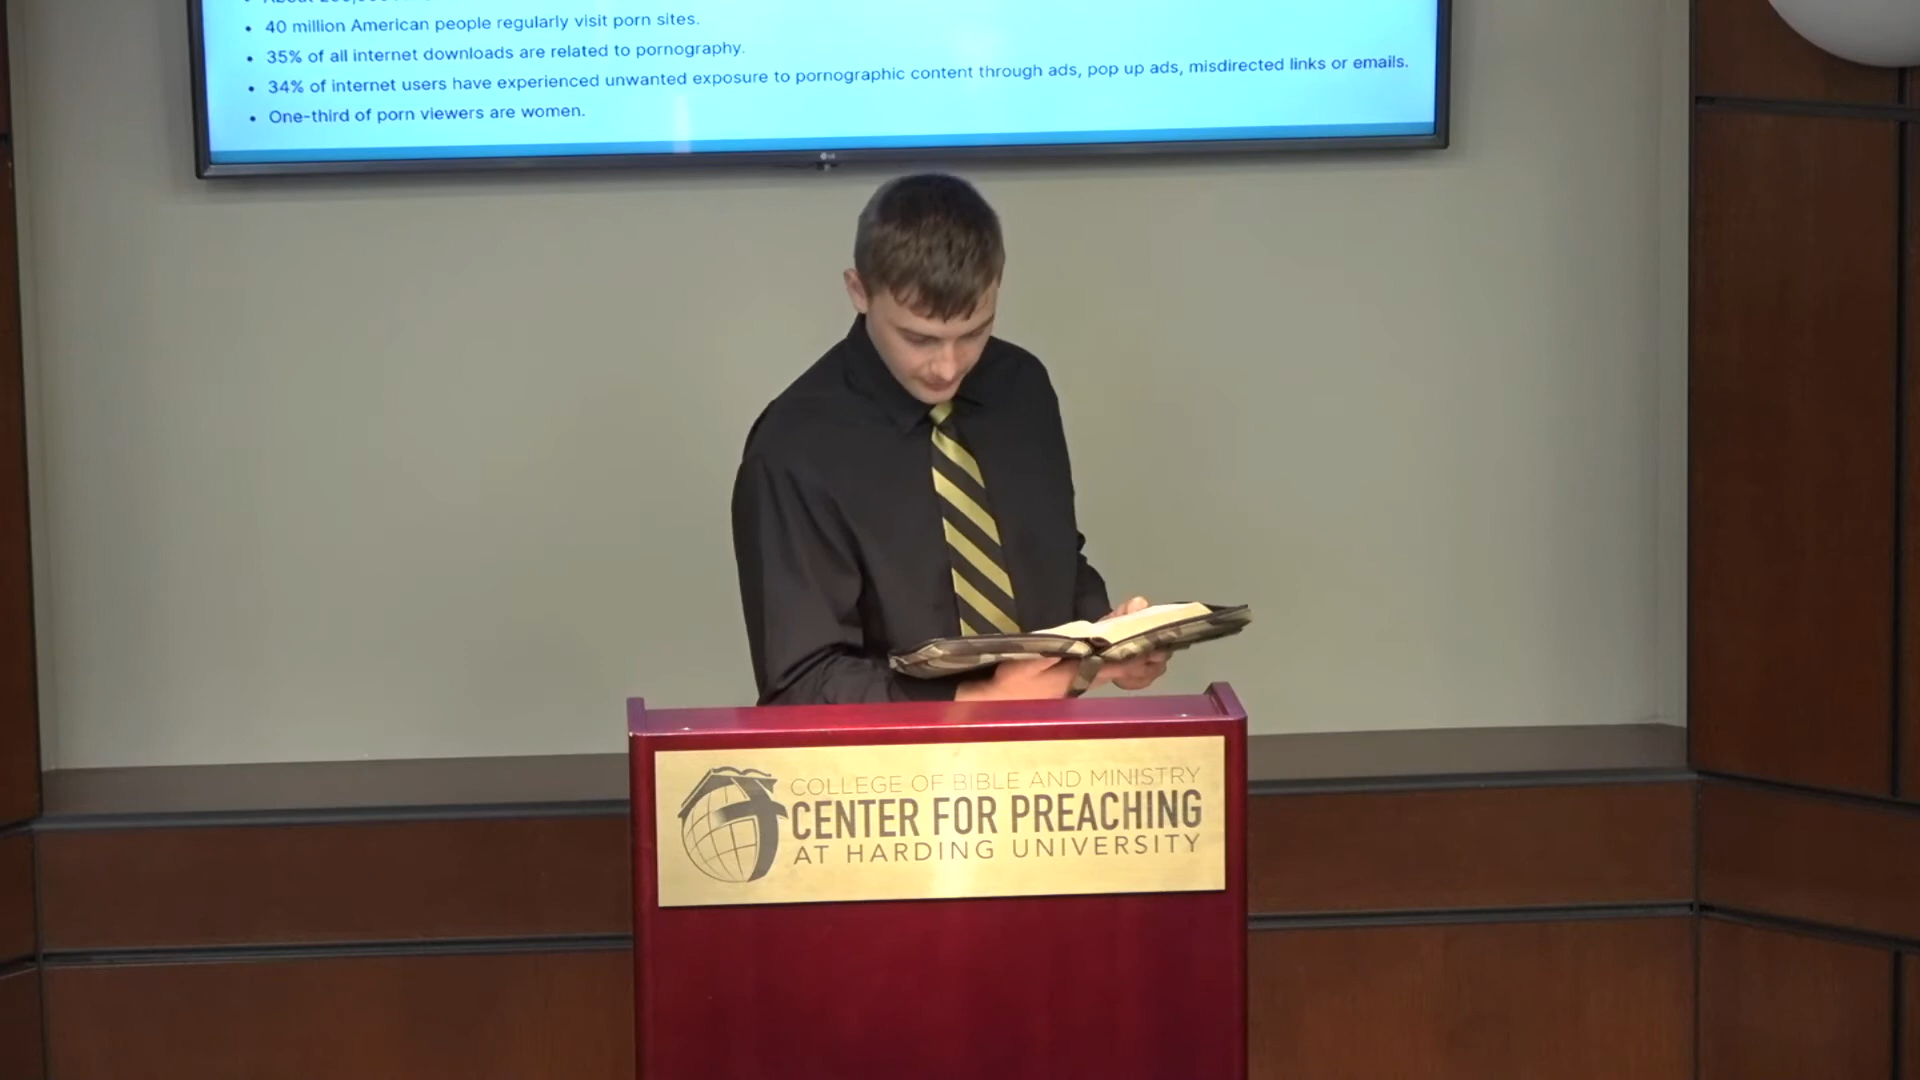 • 40 million American people regularly visit porn sites.
• 35% of all internet downloads are related to pornography.
• 34% of internet users have experienced unwanted exposure to pornographic content through ads, pop up ads, misdirected links or emails.
• One-third of porn viewers are women.
LG
COLLEGE OF BIBLE AND MINISTRY
CENTER FOR PREACHING
AT HARDING UNIVERSITY